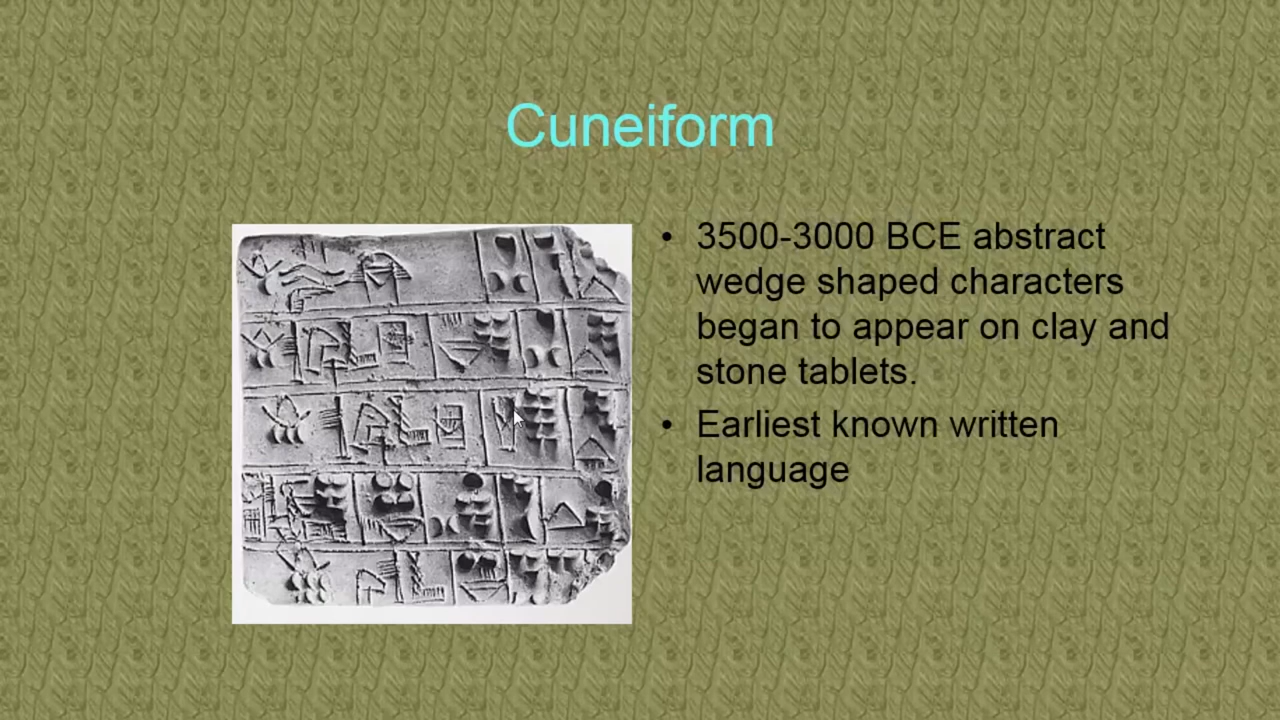 Cuneiform
• 3500-3000 BCE abstract
wedge shaped characters
began to appear on clay and
stone tablets.
• Earliest known written
language